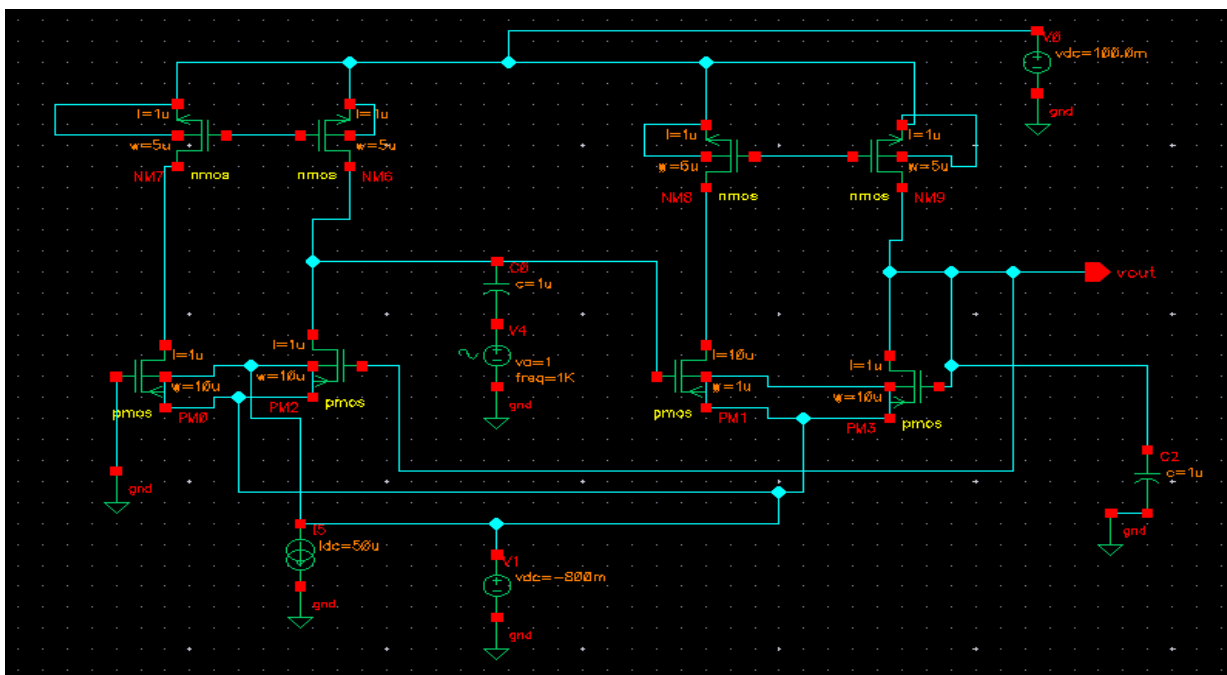 V0
vdc=100.0m
gnd
l=1u
w=5u
NM7
nmos
l=1u
w=5u
nmos
NM6
l=1u
w=6u
NM8
nmos
l=1u
w=5u
nmos
NM9
C0
c=1u
V4
va=1
freq=1K
gnd
vout
l=1u
w=10u
pmos
PM0
l=1u
w=10u
PM2
pmos
l=10u
w=1u
pmos
PM1
l=1u
w=10u
PM3
pmos
gnd
C2
c=1u
gnd
I5
idc=50u
gnd
V1
vdc=-800m
gnd